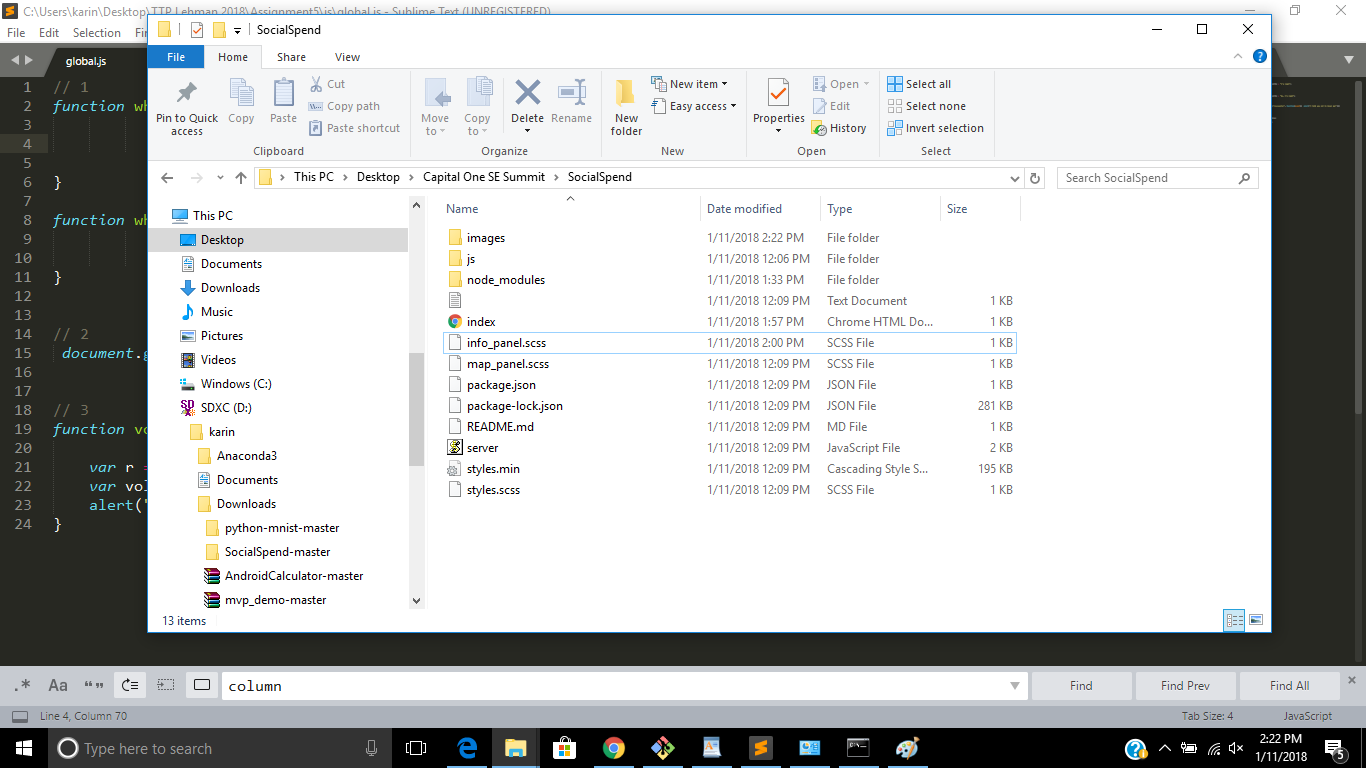 C:\Users\karin\Desktop\TTP Lehman 2018\Assignment5\js\global.js - Sublime Text (UNREGISTERED)
SocialSpend
File Edit Selection
File Home Share View
global.js
Pin to Quick access
Copy
Paste
Cut
Copy path
Paste shortcut
Clipboard
Move to
Copy to
Delete
Rename
Organize
New folder
New item
Easy access
New
Properties
Open
Edit
History
Open
Select all
Select none
Invert selection
Select
This PC > Desktop > Capital One SE Summit > SocialSpend
Search SocialSpend
This PC
Desktop
Documents
Downloads
Music
Pictures
Videos
Windows (C:)
SDXC (D:)
karin
Anaconda3
Documents
Downloads
python-mnist-master
SocialSpend-master
AndroidCalculator-master
mvp_demo-master
Name Date modified Type Size
images 1/11/2018 2:22 PM File folder
js 1/11/2018 12:06 PM File folder
node_modules 1/11/2018 1:33 PM File folder
1/11/2018 12:09 PM Text Document 1 KB
index 1/11/2018 1:57 PM Chrome HTML Do... 1 KB
info_panel.scss 1/11/2018 2:00 PM SCSS File 1 KB
map_panel.scss 1/11/2018 12:09 PM SCSS File 1 KB
package.json 1/11/2018 12:09 PM JSON File 1 KB
package-lock.json 1/11/2018 12:09 PM JSON File 281 KB
README.md 1/11/2018 12:09 PM MD File 1 KB
server 1/11/2018 12:09 PM JavaScript File 2 KB
styles.min 1/11/2018 12:09 PM Cascading Style S... 195 KB
styles.scss 1/11/2018 12:09 PM SCSS File 1 KB
13 items
1 // 1
2 function wh
3
4
5
6 }
7
8 function wh
9
10
11 }
12
13
14 // 2
15 document.g
16
17
18 // 3
19 function vo
20
21 var r =
22 var vol
23 alert("
24 }
.* Aa “” column Find Find Prev Find All
Line 4, Column 70 Tab Size: 4 JavaScript
Type here to search
2:22 PM
1/11/2018
5